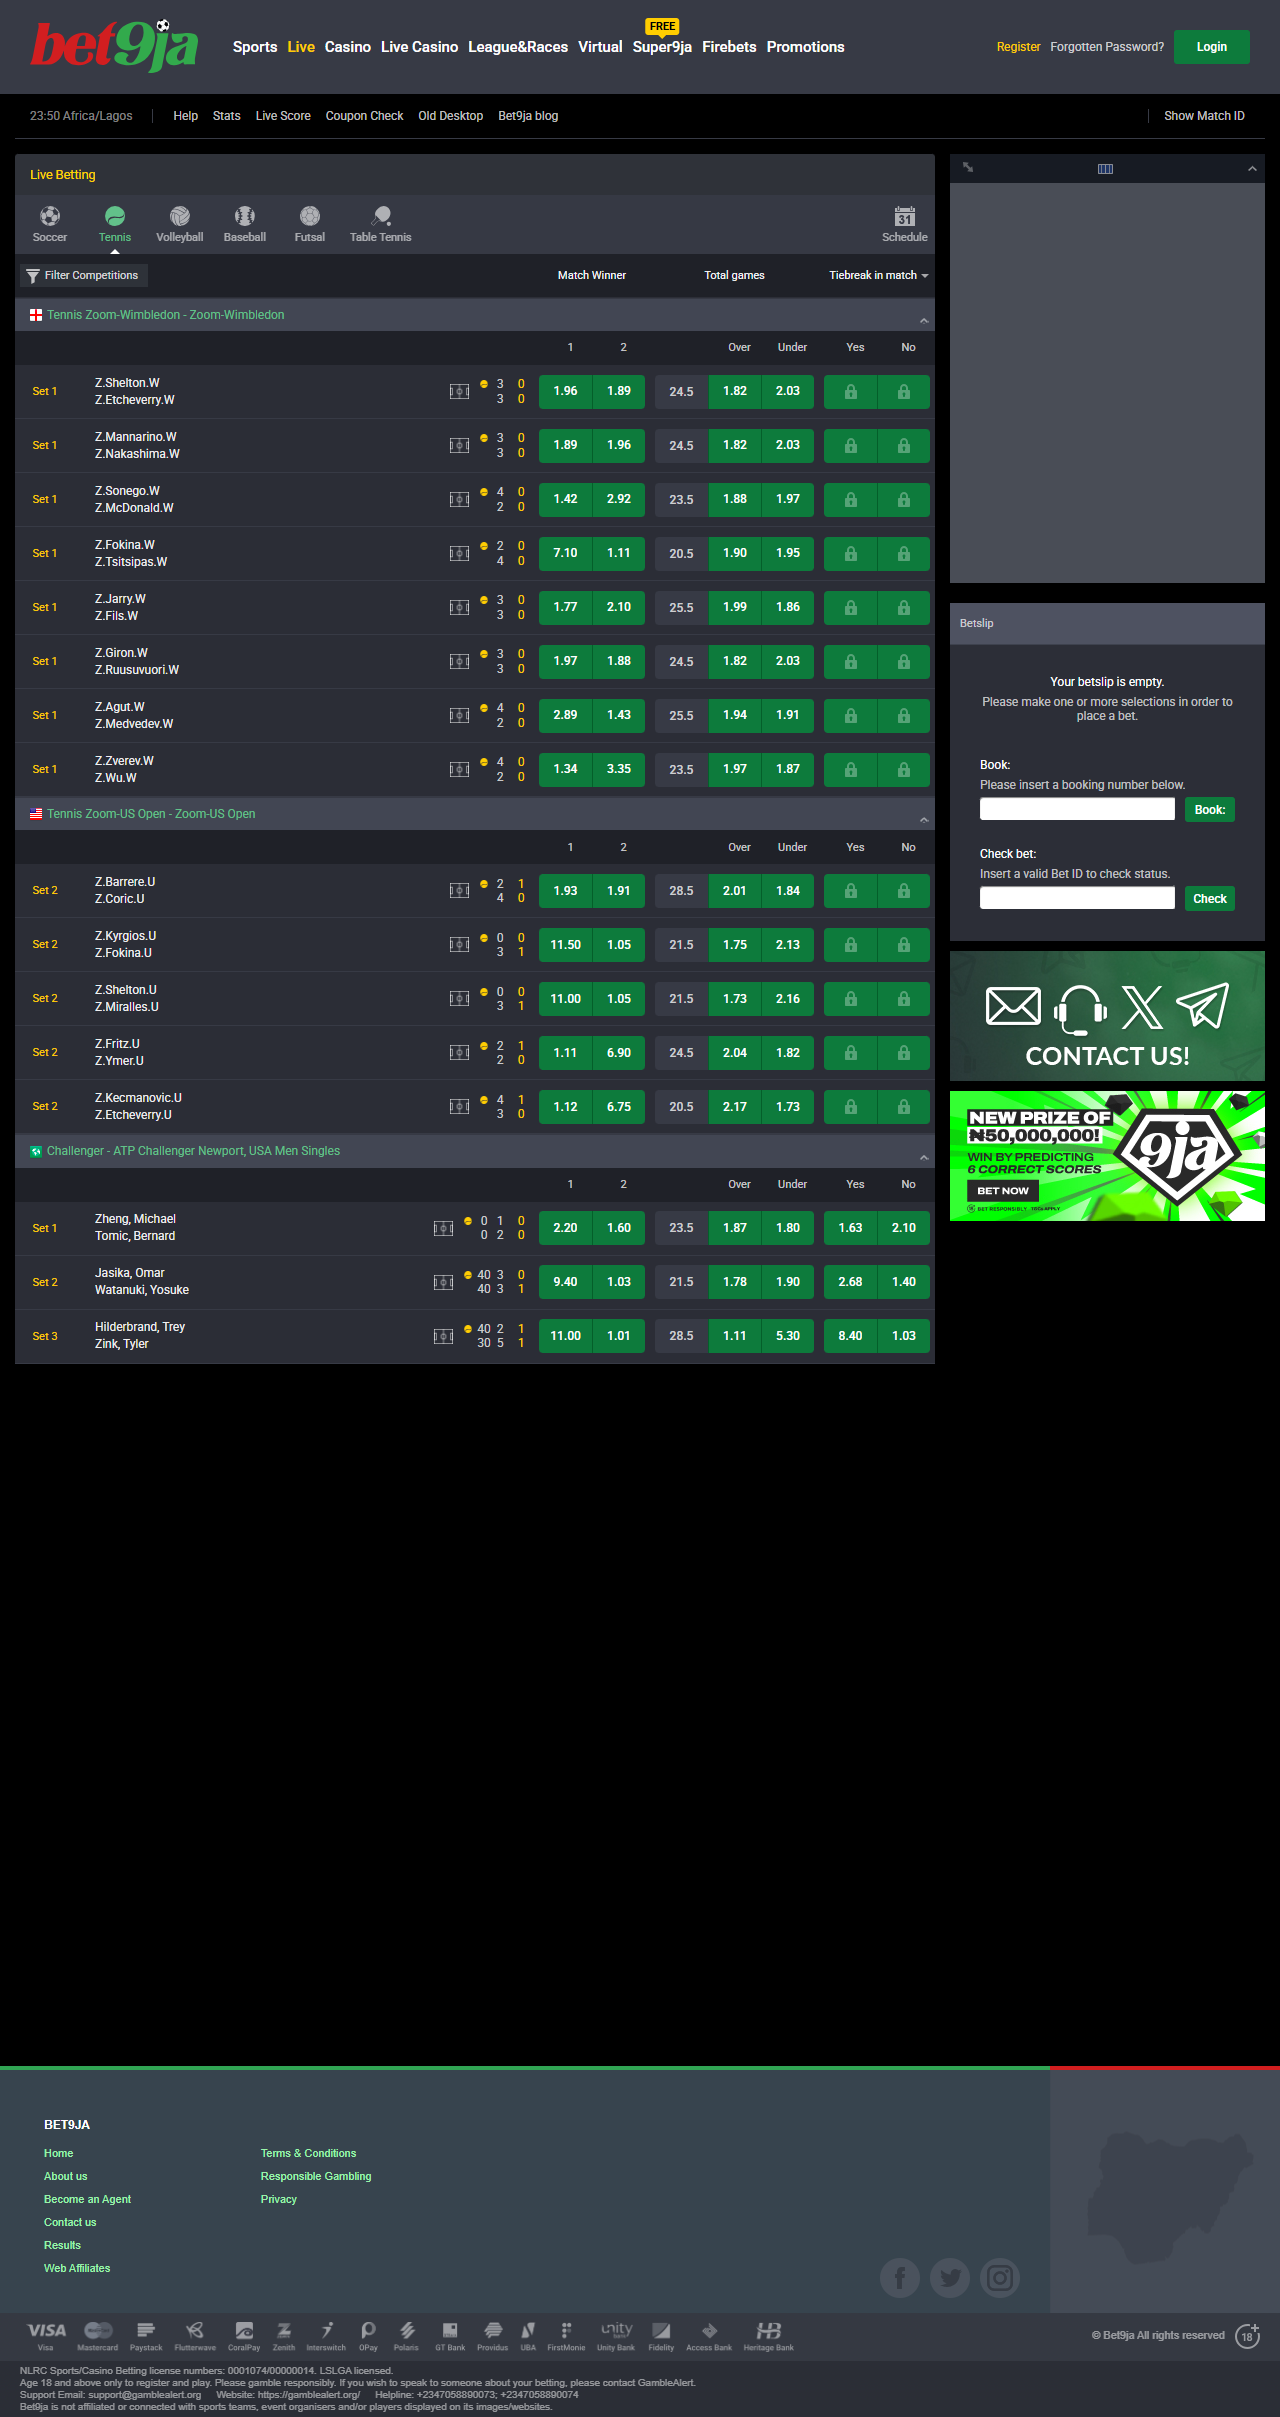 bet9ja
Sports Live Casino Live Casino League&Races Virtual Super9ja Firebets Promotions
FREE
Register Forgotten Password? Login
23:50 Africa/Lagos Help Stats Live Score Coupon Check Old Desktop Bet9ja blog Show Match ID
Live Betting
Soccer Tennis Volleyball Baseball Futsal Table Tennis 31 Schedule
Filter Competitions Match Winner Total games Tiebreak in match
Tennis Zoom-Wimbledon - Zoom-Wimbledon
1 2 Over Under Yes No
Set 1 Z.Shelton.W 3 0 1.96 1.89 24.5 1.82 2.03
Z.Etcheverry.W 3 0
Set 1 Z.Mannarino.W 3 0 1.89 1.96 24.5 1.82 2.03
Z.Nakashima.W 3 0
Set 1 Z.Sonego.W 4 0 1.42 2.92 23.5 1.88 1.97
Z.McDonald.W 2 0
Set 1 Z.Fokina.W 2 0 7.10 1.11 20.5 1.90 1.95
Z.Tsitsipas.W 4 0
Set 1 Z.Jarry.W 3 0 1.77 2.10 25.5 1.99 1.86
Z.Fils.W 3 0
Set 1 Z.Giron.W 3 0 1.97 1.88 24.5 1.82 2.03
Z.Ruusuvuori.W 3 0
Set 1 Z.Agut.W 4 0 2.89 1.43 25.5 1.94 1.91
Z.Medvedev.W 2 0
Set 1 Z.Zverev.W 4 0 1.34 3.35 23.5 1.97 1.87
Z.Wu.W 2 0
Tennis Zoom-US Open - Zoom-US Open
1 2 Over Under Yes No
Set 2 Z.Barrere.U 2 1 1.93 1.91 28.5 2.01 1.84
Z.Coric.U 4 0
Set 2 Z.Kyrgios.U 0 0 11.50 1.05 21.5 1.75 2.13
Z.Fokina.U 3 1
Set 2 Z.Shelton.U 0 0 11.00 1.05 21.5 1.73 2.16
Z.Miralles.U 3 1
Set 2 Z.Fritz.U 2 1 1.11 6.90 24.5 2.04 1.82
Z.Ymer.U 2 0
Set 2 Z.Kecmanovic.U 4 1 1.12 6.75 20.5 2.17 1.73
Z.Etcheverry.U 3 0
Challenger - ATP Challenger Newport, USA Men Singles
1 2 Over Under Yes No
Set 1 Zheng, Michael 0 1 0 2.20 1.60 23.5 1.87 1.80 1.63 2.10
Tomic, Bernard 0 2 0
Set 2 Jasika, Omar 40 3 0 9.40 1.03 21.5 1.78 1.90 2.68 1.40
Watanuki, Yosuke 40 3 1
Set 3 Hilderbrand, Trey 40 2 1 11.00 1.01 28.5 1.11 5.30 8.40 1.03
Zink, Tyler 30 5 1
Betslip
Your betslip is empty.
Please make one or more selections in order to
place a bet.
Book:
Please insert a booking number below.
Book:
Check bet:
Insert a valid Bet ID to check status.
Check
CONTACT US!
NEW PRIZE OF
₦50,000,000!
WIN BY PREDICTING
6 CORRECT SCORES
BET NOW
BET RESPONSIBLY T&Cs APPLY
9ja
BET9JA
Home Terms & Conditions
About us Responsible Gambling
Become an Agent Privacy
Contact us
Results
Web Affiliates
VISA unity HB
Visa Mastercard Paystack Flutterwave CoralPay Zenith Interswitch OPay Polaris GT Bank Providus UBA FirstMonie Unity Bank Fidelity Access Bank Heritage Bank
© Bet9ja All rights reserved 18+
NLRC Sports/Casino Betting license numbers: 0001074/00000014. LSLGA licensed.
Age 18 and above only to register and play. Please gamble responsibly. If you wish to speak to someone about your betting, please contact GambleAlert.
Support Email: support@gamblealert.org Website: https://gamblealert.org/ Helpline: +2347058890073; +2347058890074
Bet9ja is not affiliated or connected with sports teams, event organisers and/or players displayed on its images/websites.